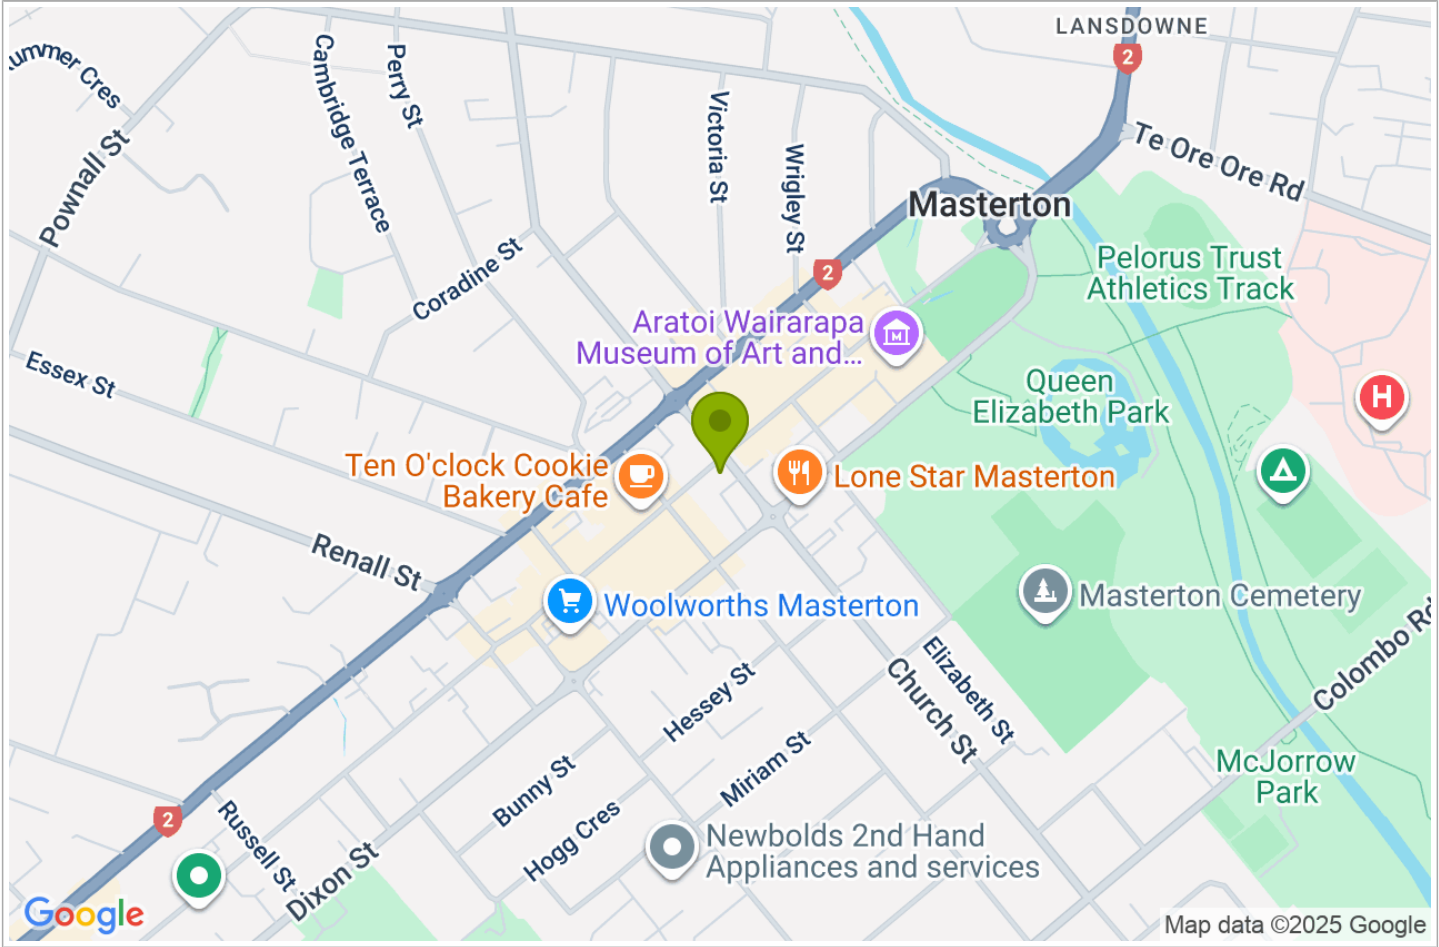 LANSDOWNE
2
ummer Cres
Cambridge Terrace
Perry St
Victoria St
Wrigley St
Te Ore Ore Rd
Pownall St
Masterton
Coradine St
2
Pelorus Trust
Athletics Track
Aratoi Wairarapa
Museum of Art and...
M
Essex St
Queen
Elizabeth Park
H
Ten O'clock Cookie
Bakery Cafe
Lone Star Masterton
Renall St
Woolworths Masterton
Masterton Cemetery
Colombo Rd
Elizabeth St
Church St
Hessey St
Miriam St
Bunny St
Hogg Cres
McJorrow
Park
2
Russell St
Dixon St
Newbolds 2nd Hand
Appliances and services
Google
Map data ©2025 Google